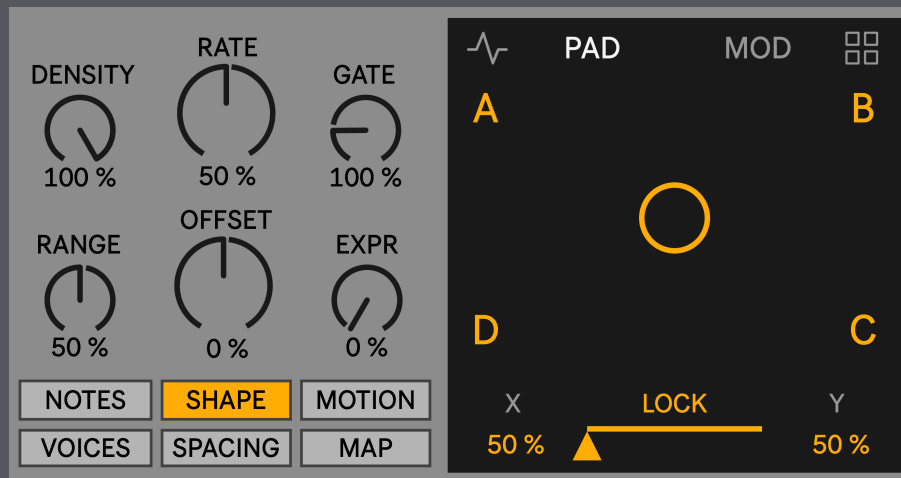 RATE
DENSITY
GATE
100 %
50 %
100 %
OFFSET
RANGE
EXPR
50 %
0 %
0 %
NOTES
SHAPE
MOTION
VOICES
SPACING
MAP
PAD
MOD
A
B
D
C
X
LOCK
Y
50 %
50 %